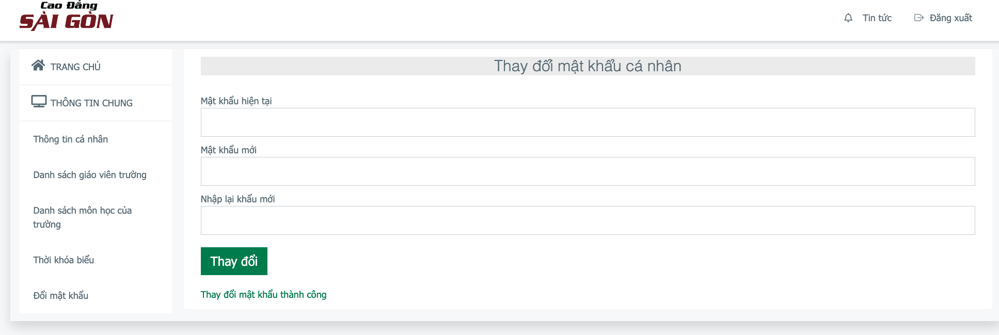 Cao Đẳng
SÀI GÒN
Tin tức
Đăng xuất
TRANG CHỦ
THÔNG TIN CHUNG
Thông tin cá nhân
Danh sách giáo viên trường
Danh sách môn học của
trường
Thời khóa biểu
Đổi mật khẩu
Thay đổi mật khẩu cá nhân
Mật khẩu hiện tại
Mật khẩu mới
Nhập lại khẩu mới
Thay đổi
Thay đổi mật khẩu thành công